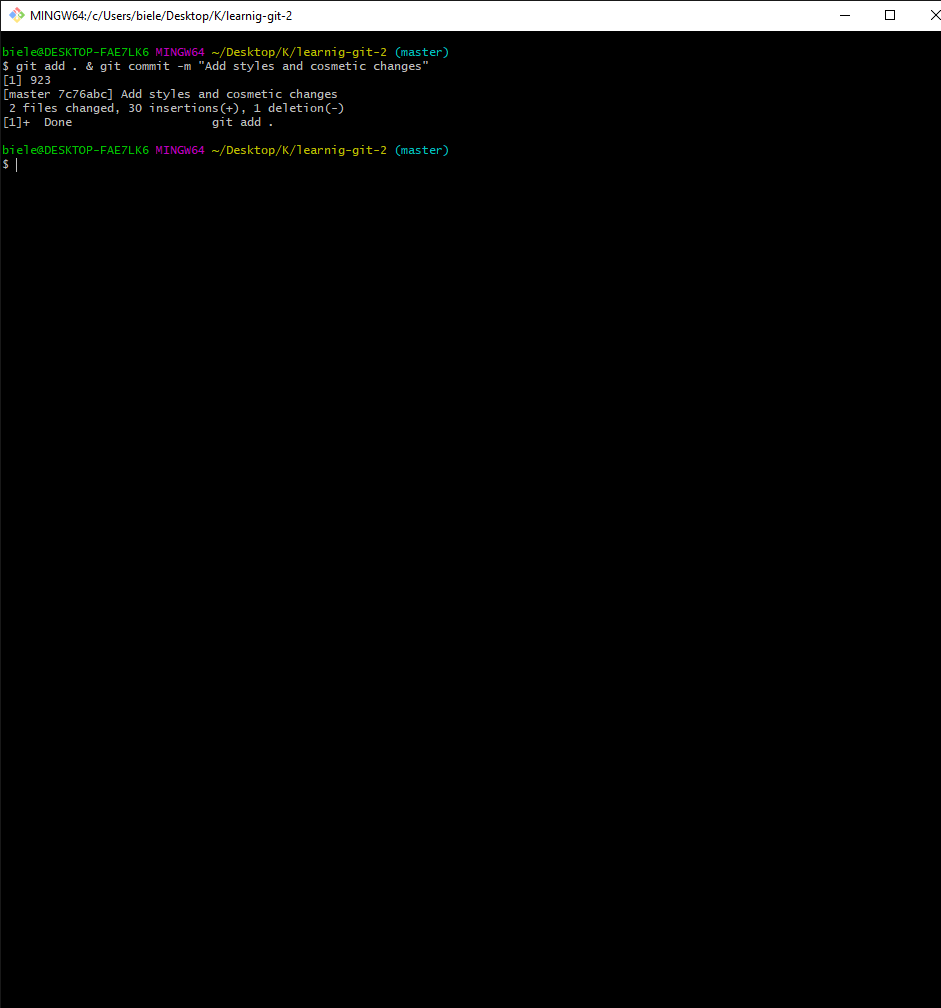 MINGW64:/c/Users/biele/Desktop/K/learnig-git-2
biele@DESKTOP-FAE7LK6 MINGW64 ~/Desktop/K/learnig-git-2 (master)
$ git add . & git commit -m "Add styles and cosmetic changes"
[1] 923
[master 7c76abc] Add styles and cosmetic changes
 2 files changed, 30 insertions(+), 1 deletion(-)
[1]+  Done                    git add .
biele@DESKTOP-FAE7LK6 MINGW64 ~/Desktop/K/learnig-git-2 (master)
$